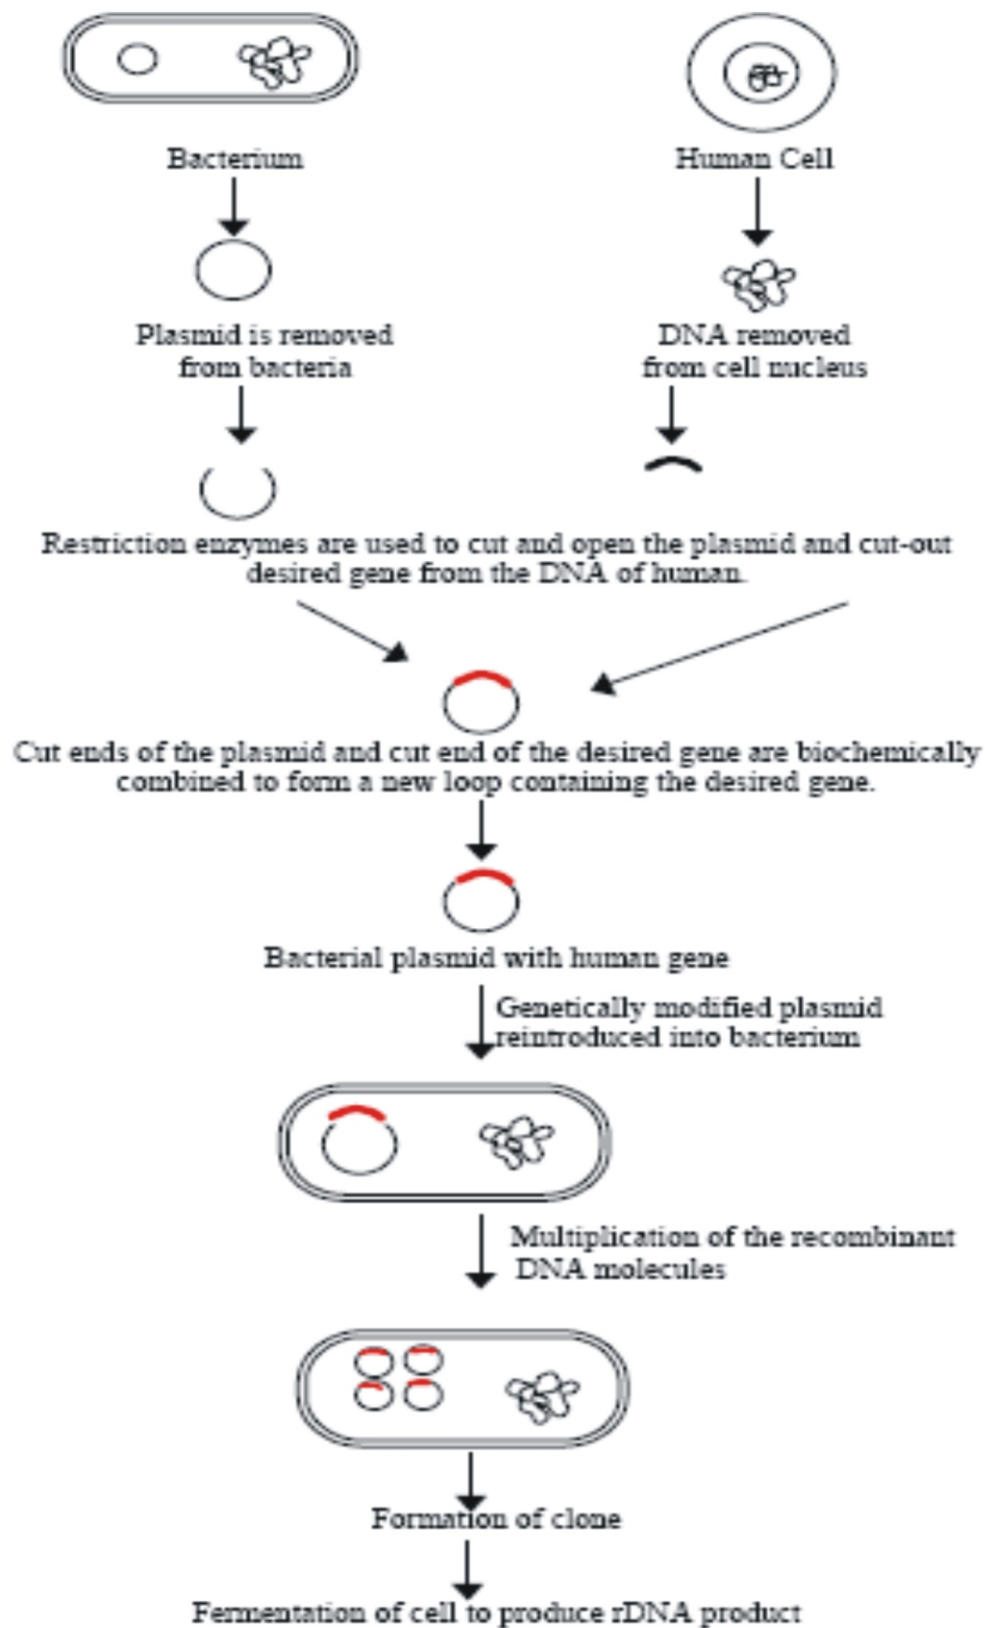 Bacterium
Human Cell
Plasmid is removed
from bacteria
DNA removed
from cell nucleus
Restriction enzymes are used to cut and open the plasmid and cut-out
desired gene from the DNA of human.
Cut ends of the plasmid and cut end of the desired gene are biochemically
combined to form a new loop containing the desired gene.
Bacterial plasmid with human gene
Genetically modified plasmid
reintroduced into bacterium
Multiplication of the recombinant
DNA molecules
Formation of clone
Fermentation of cell to produce rDNA product